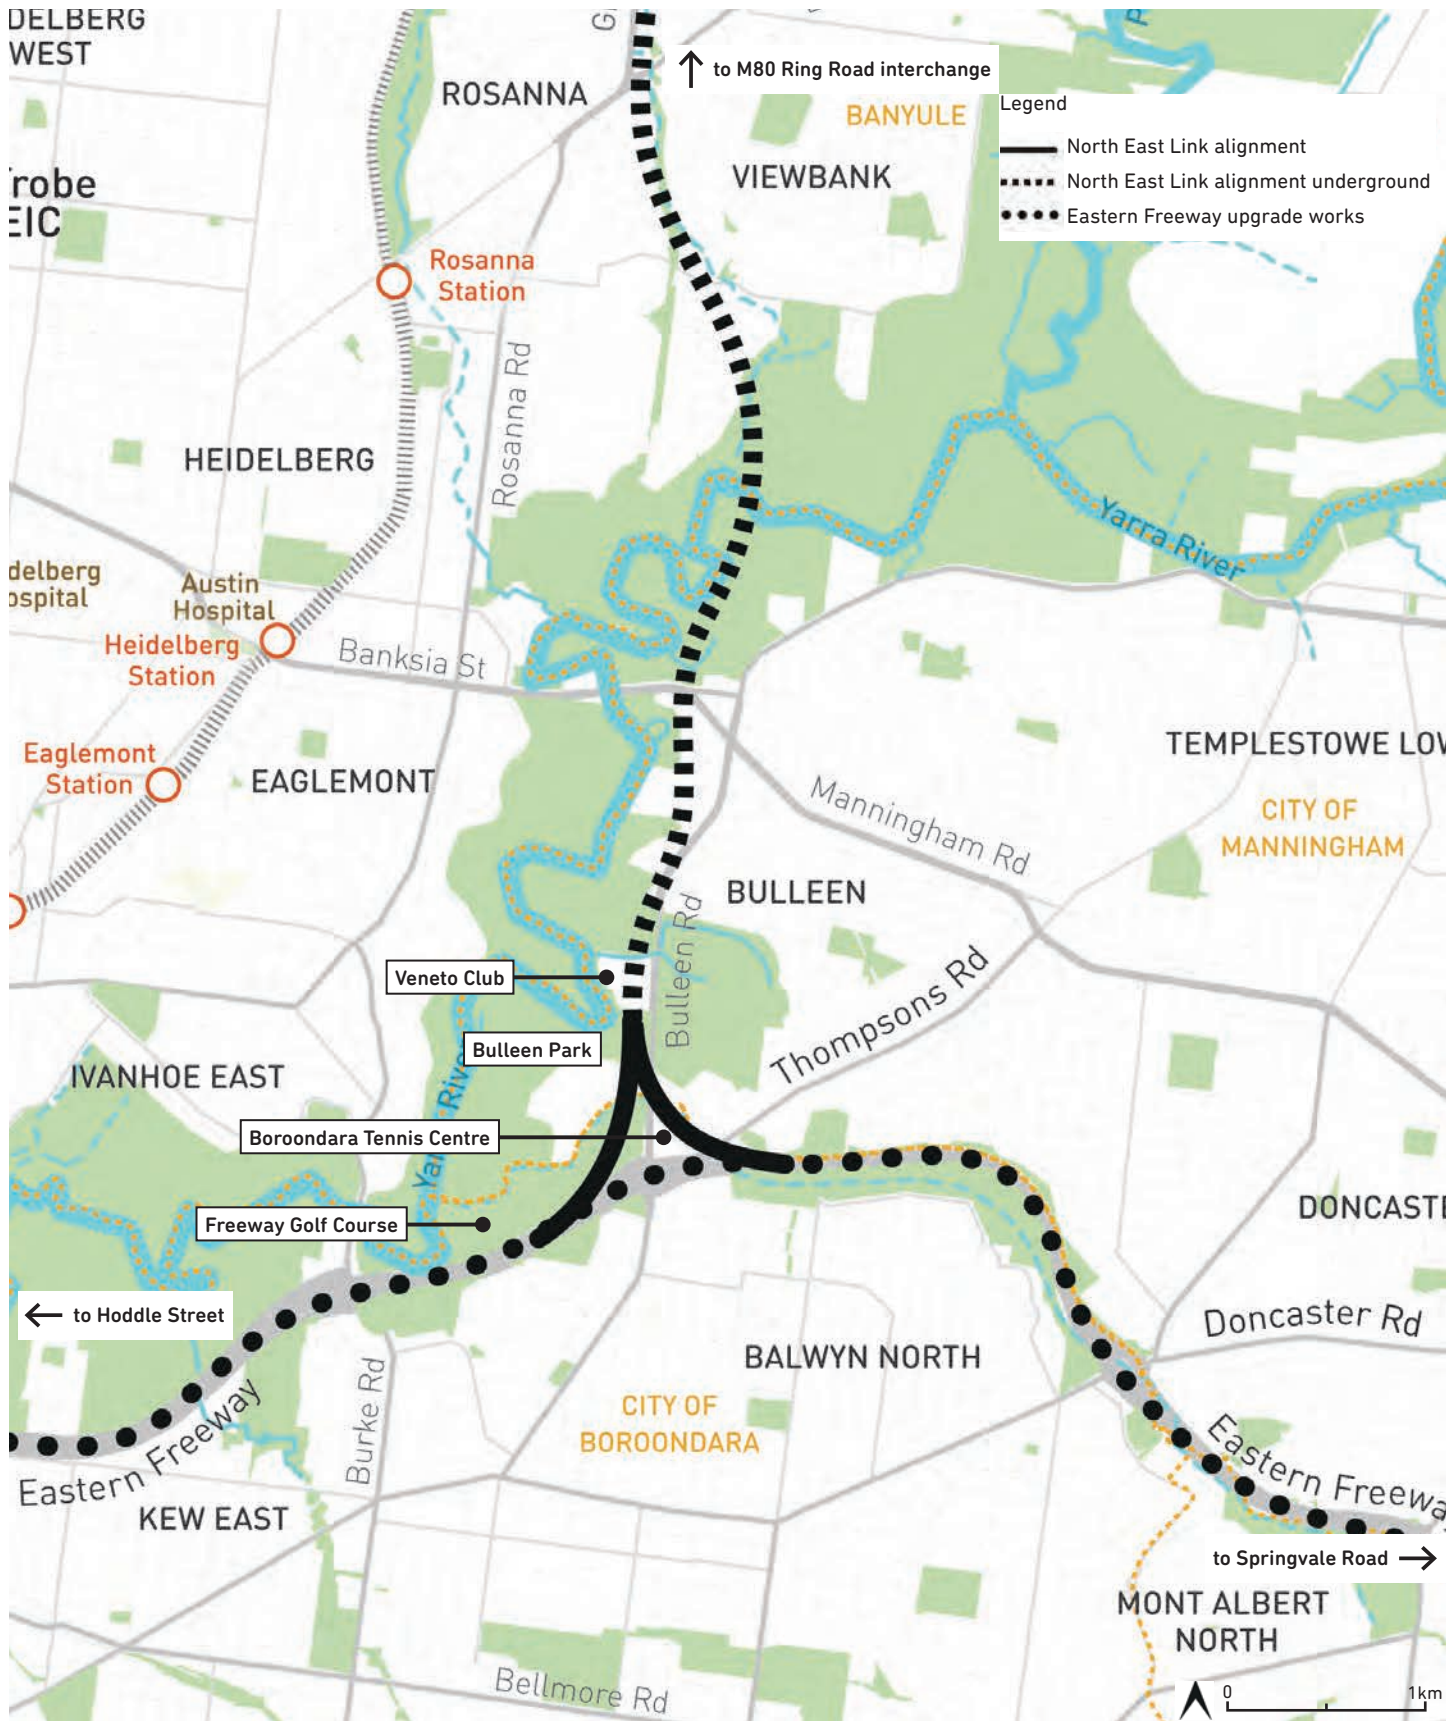 DELBERG
WEST
ROSANNA
G
P
to M80 Ring Road interchange
BANYULE
Legend
North East Link alignment
North East Link alignment underground
Eastern Freeway upgrade works
VIEWBANK
robe
EIC
Rosanna
Station
Rosanna Rd
HEIDELBERG
Yarra River
delberg
ospital
Austin
Hospital
Heidelberg
Station
Banksia St
Eaglemont
Station
EAGLEMONT
TEMPLESTOWE LOW
CITY OF
MANNINGHAM
Manningham Rd
BULLEEN
Bulleen Rd
Thompsons Rd
Veneto Club
Bulleen Park
IVANHOE EAST
Yarra River
Boroondara Tennis Centre
Freeway Golf Course
DONCASTE
to Hoddle Street
Doncaster Rd
BALWYN NORTH
Burke Rd
CITY OF
BOROONDARA
Eastern Freeway
Eastern Freewa
KEW EAST
to Springvale Road
MONT ALBERT
NORTH
Bellmore Rd
0 1km